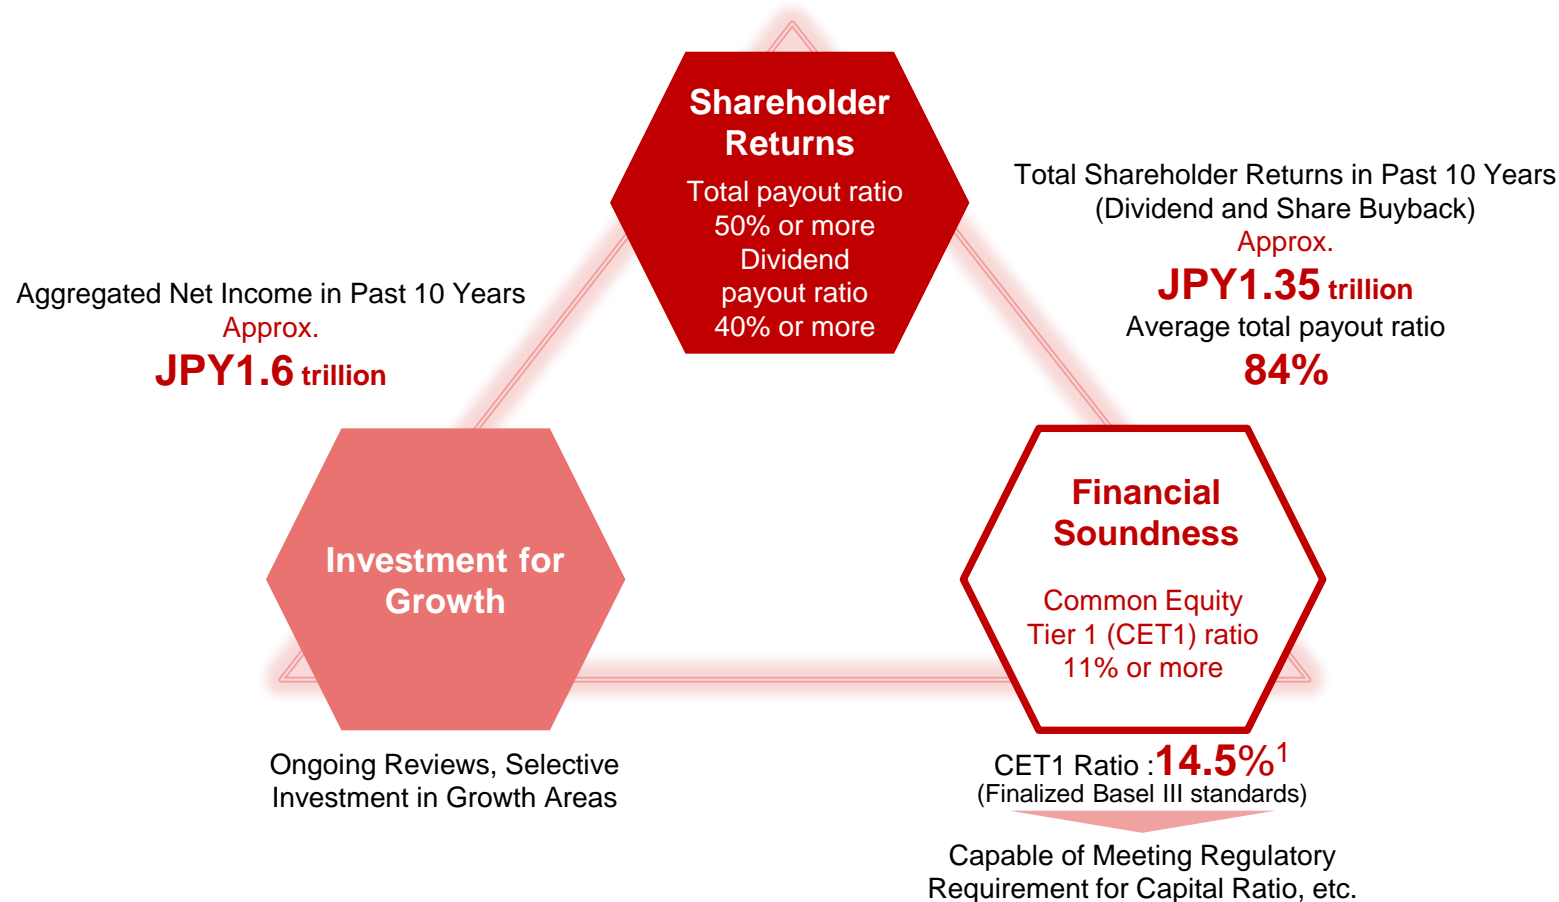 Shareholder
Returns
Total payout ratio
50% or more
Dividend
payout ratio
40% or more
Aggregated Net Income in Past 10 Years
Approx.
JPY1.6 trillion
Total Shareholder Returns in Past 10 Years
(Dividend and Share Buyback)
Approx.
JPY1.35 trillion
Average total payout ratio
84%
Investment for
Growth
Ongoing Reviews, Selective
Investment in Growth Areas
Financial
Soundness
Common Equity
Tier 1 (CET1) ratio
11% or more
CET1 Ratio :14.5%1
(Finalized Basel III standards)
Capable of Meeting Regulatory
Requirement for Capital Ratio, etc.